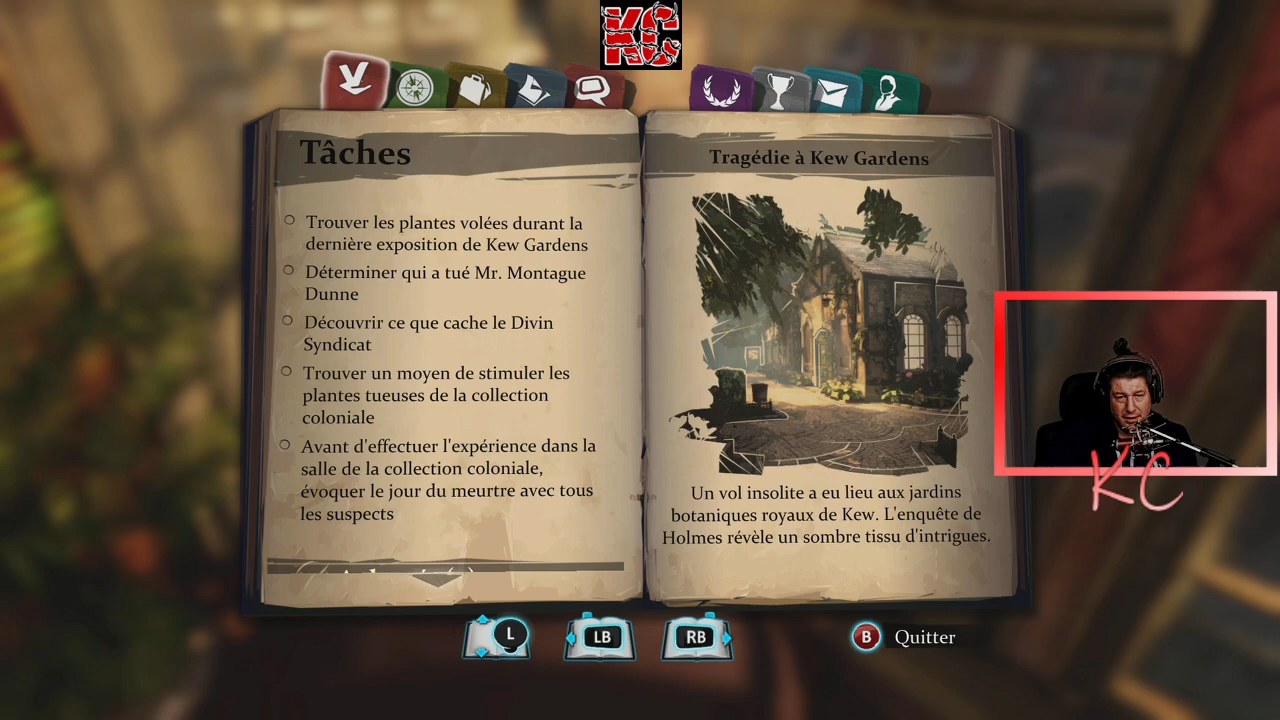 KC
Tâches
Trouver les plantes volées durant la
dernière exposition de Kew Gardens
Déterminer qui a tué Mr. Montague
Dunne
Découvrir ce que cache le Divin
Syndicat
Trouver un moyen de stimuler les
plantes tueuses de la collection
coloniale
Avant d'effectuer l'expérience dans la
salle de la collection coloniale,
évoquer le jour du meurtre avec tous
les suspects
Tragédie à Kew Gardens
Un vol insolite a eu lieu aux jardins
botaniques royaux de Kew. L'enquête de
Holmes révèle un sombre tissu d'intrigues.
KC
L
LB
RB
B Quitter